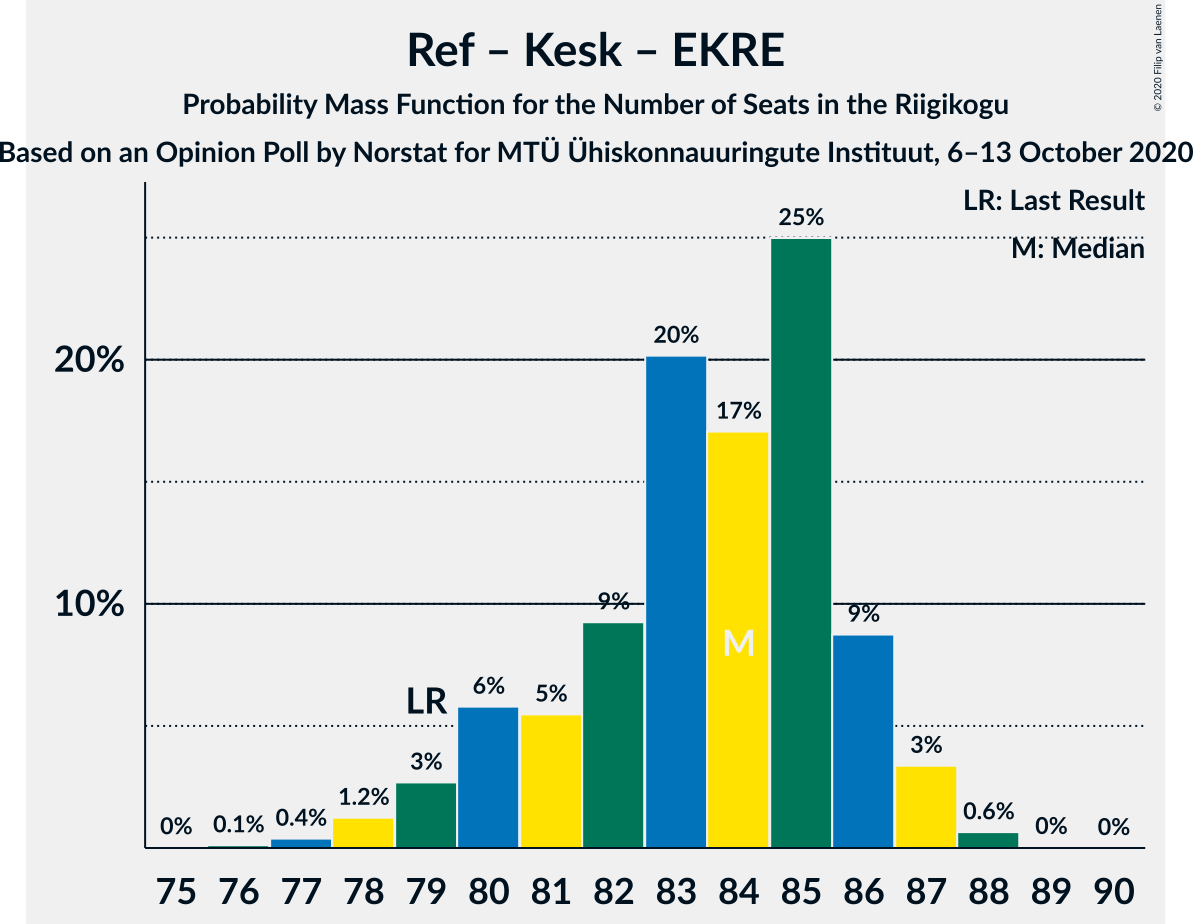 Ref – Kesk – EKRE
Probability Mass Function for the Number of Seats in the Riigikogu
Based on an Opinion Poll by Norstat for MTÜ Ühiskonnauuringute Instituut, 6–13 October 2020
© 2020 Filip van Laenen
LR: Last Result
M: Median
25%
20%
20%
17%
10%
9%
9%
M
LR
6%
5%
3%
3%
1.2%
0%
0.1%
0.4%
0.6%
0%
0%
75 76 77 78 79 80 81 82 83 84 85 86 87 88 89 90